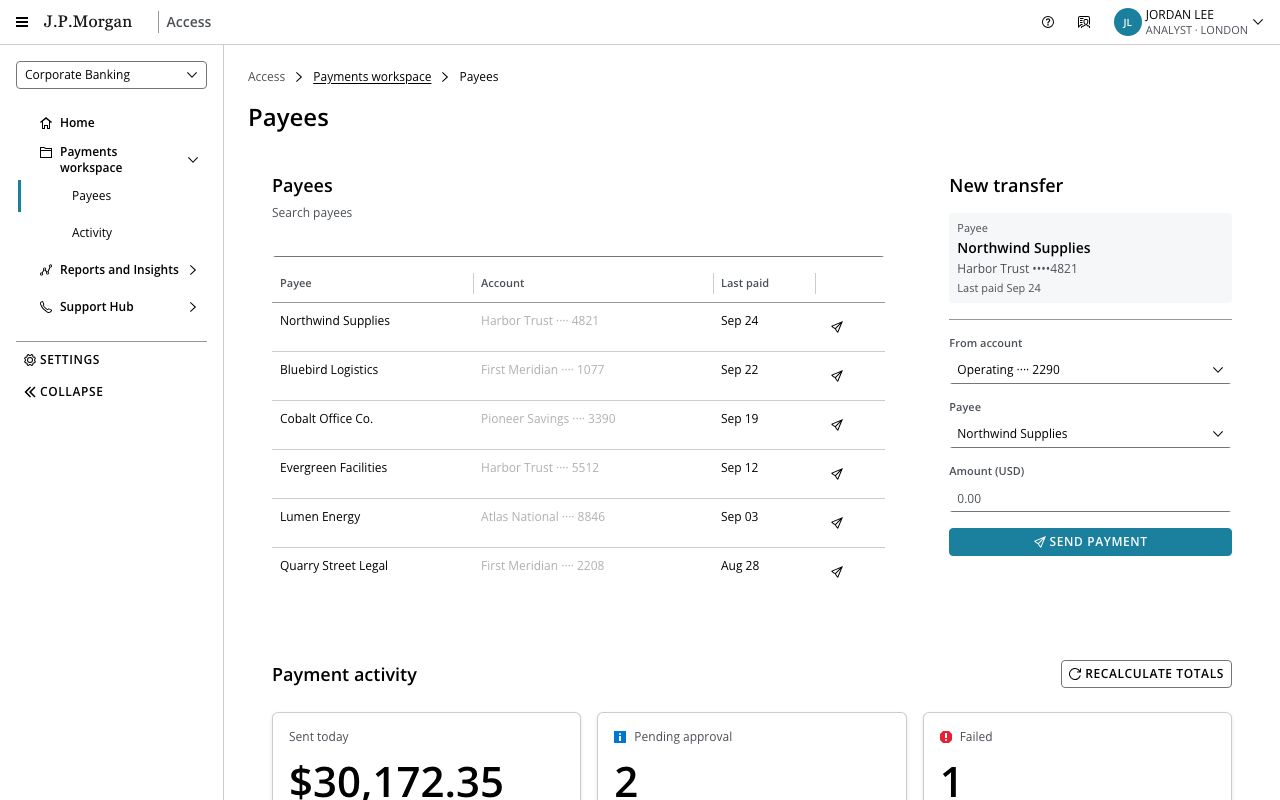 J.P.Morgan
Access
JL
JORDAN LEE
ANALYST · LONDON
Corporate Banking
Home
Payments workspace
Payees
Activity
Reports and Insights
Support Hub
SETTINGS
COLLAPSE
Access
Payments workspace
Payees
Payees
Payees
Search payees
Payee Account Last paid
Northwind Supplies Harbor Trust ···· 4821 Sep 24
Bluebird Logistics First Meridian ···· 1077 Sep 22
Cobalt Office Co. Pioneer Savings ···· 3390 Sep 19
Evergreen Facilities Harbor Trust ···· 5512 Sep 12
Lumen Energy Atlas National ···· 8846 Sep 03
Quarry Street Legal First Meridian ···· 2208 Aug 28
New transfer
Payee
Northwind Supplies
Harbor Trust ••••4821
Last paid Sep 24
From account
Operating ···· 2290
Payee
Northwind Supplies
Amount (USD)
0.00
SEND PAYMENT
Payment activity
RECALCULATE TOTALS
Sent today
$30,172.35
Pending approval
2
Failed
1